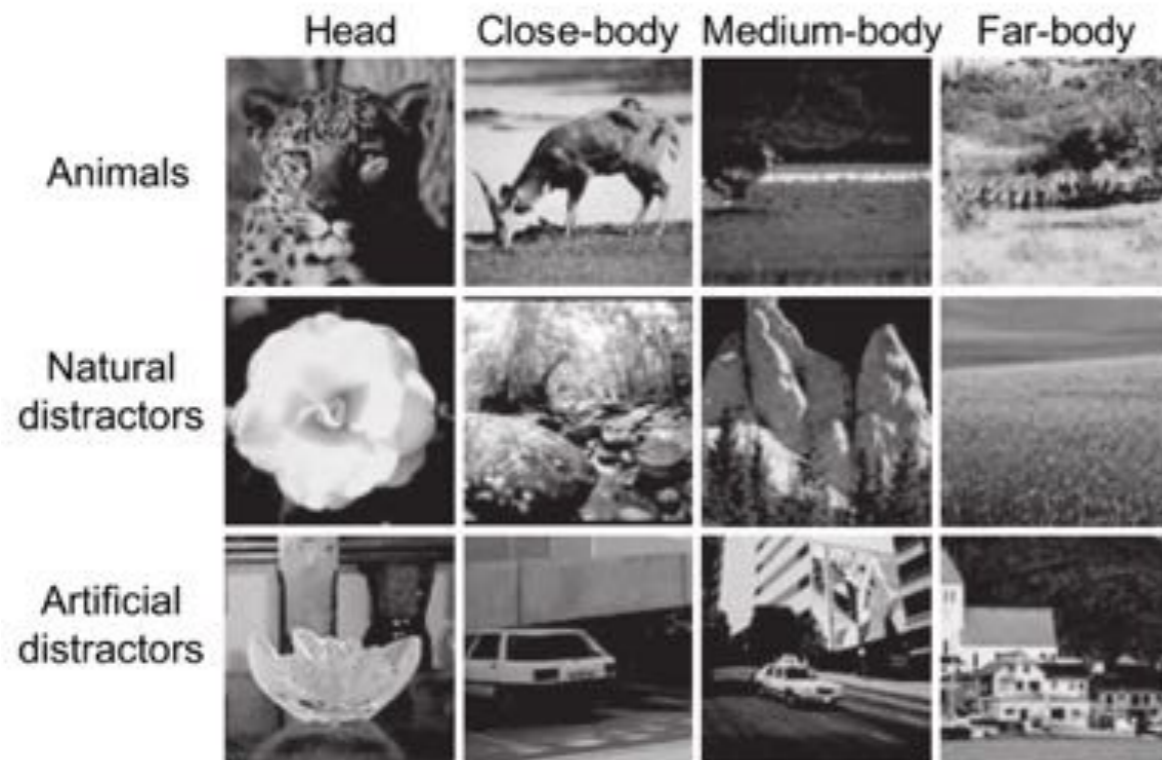 Head Close-body Medium-body Far-body
Animals
Natural
distractors
Artificial
distractors